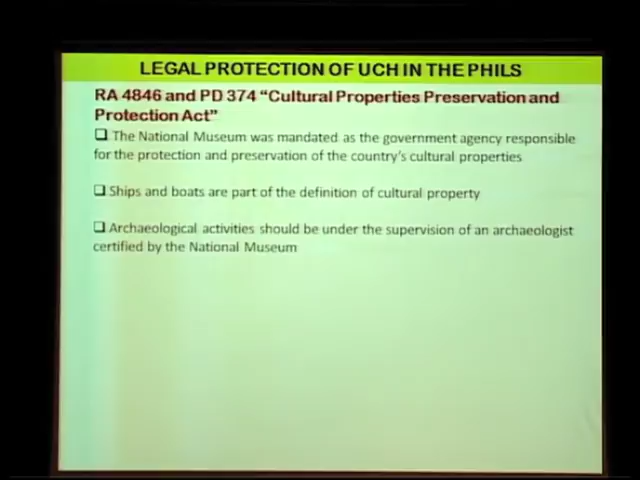 LEGAL PROTECTION OF UCH IN THE PHILS
RA 4846 and PD 374 “Cultural Properties Preservation and
Protection Act”
❑ The National Museum was mandated as the government agency responsible
for the protection and preservation of the country’s cultural properties
❑ Ships and boats are part of the definition of cultural property
❑ Archaeological activities should be under the supervision of an archaeologist
certified by the National Museum